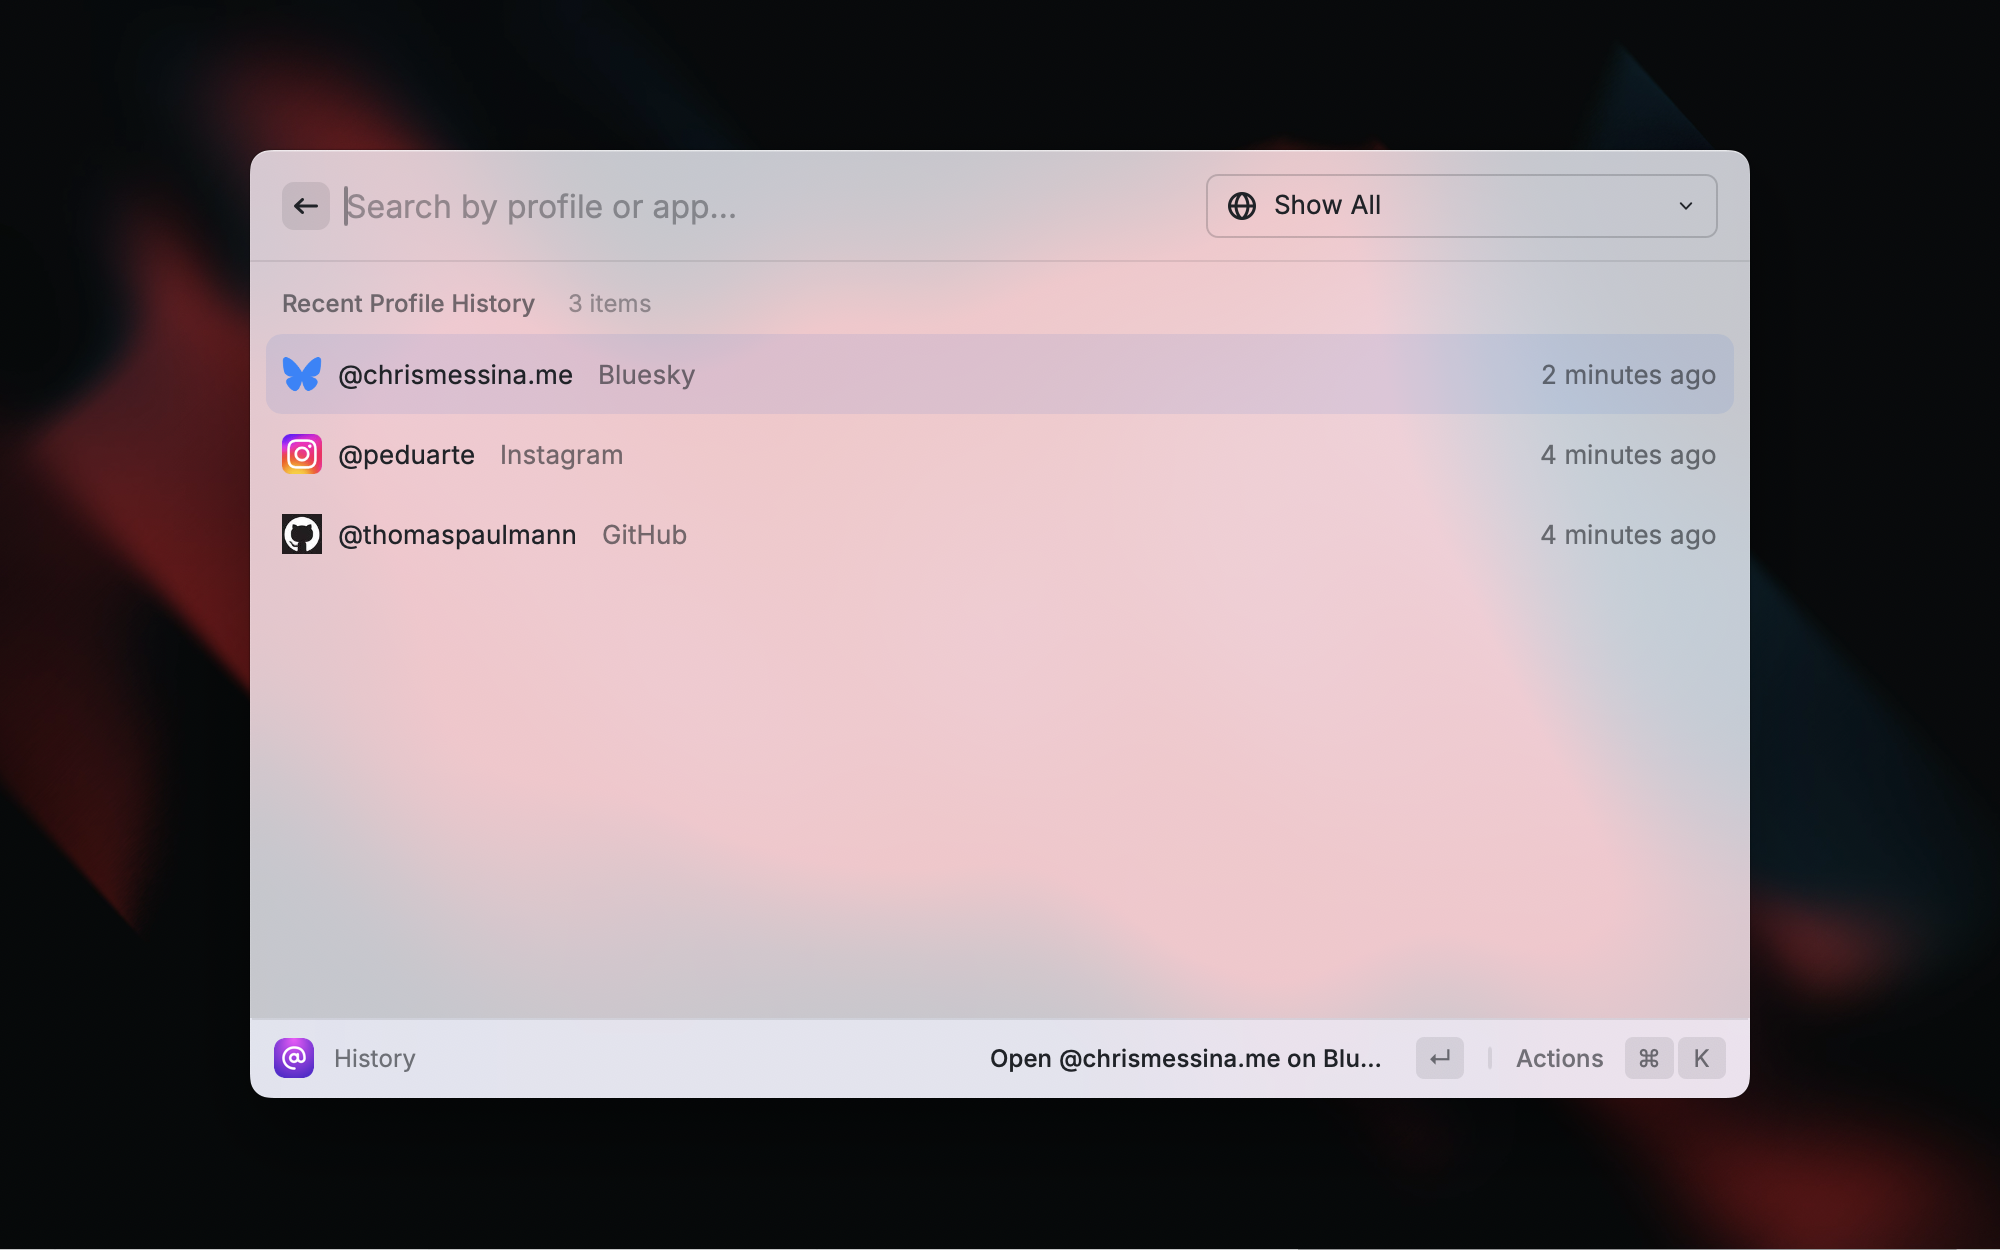 Search by profile or app...
Show All
Recent Profile History 3 items
@chrismessina.me Bluesky 2 minutes ago
@peduarte Instagram 4 minutes ago
@thomaspaulmann GitHub 4 minutes ago
@ History Open @chrismessina.me on Blu... ↵ Actions ⌘ K